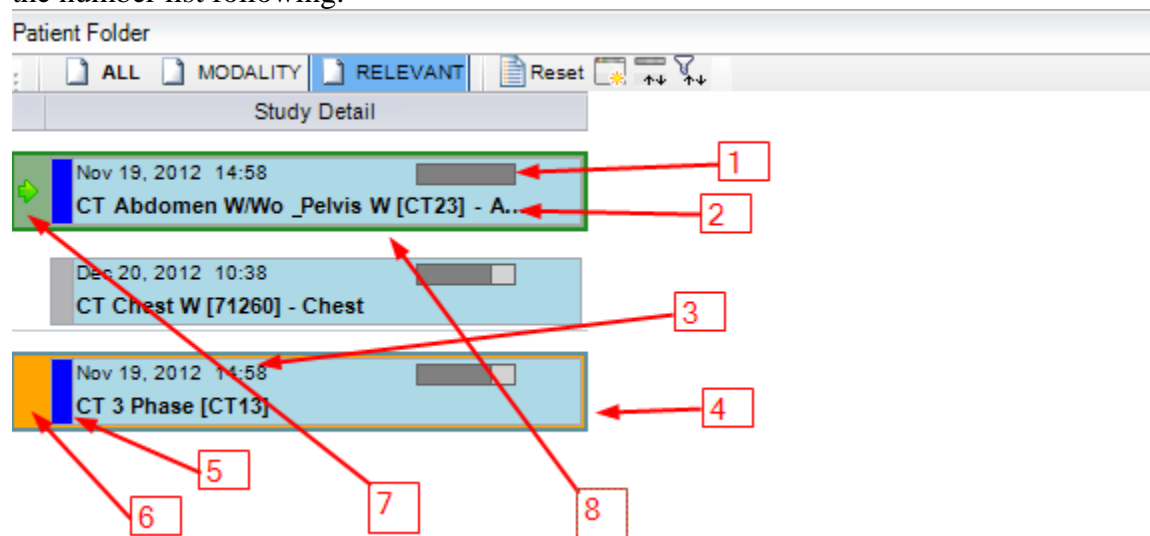 the number list following.
Patient Folder
ALL MODALITY RELEVANT Reset
Study Detail
Nov 19, 2012 14:58
CT Abdomen W/Wo _Pelvis W [CT23] - A...
Dec 20, 2012 10:38
CT Chest W [71260] - Chest
Nov 19, 2012 14:58
CT 3 Phase [CT13]
1
2
3
4
5
6
7
8